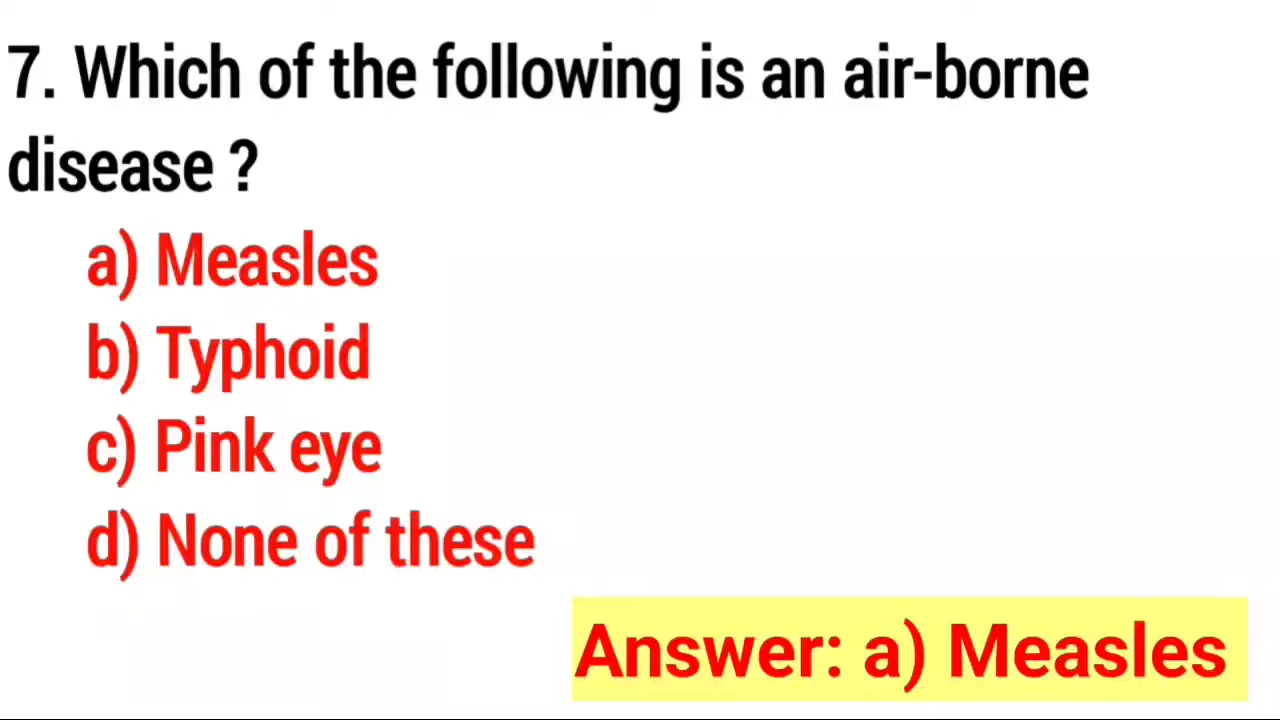 7. Which of the following is an air-borne
disease ?
a) Measles
b) Typhoid
c) Pink eye
d) None of these
Answer: a) Measles